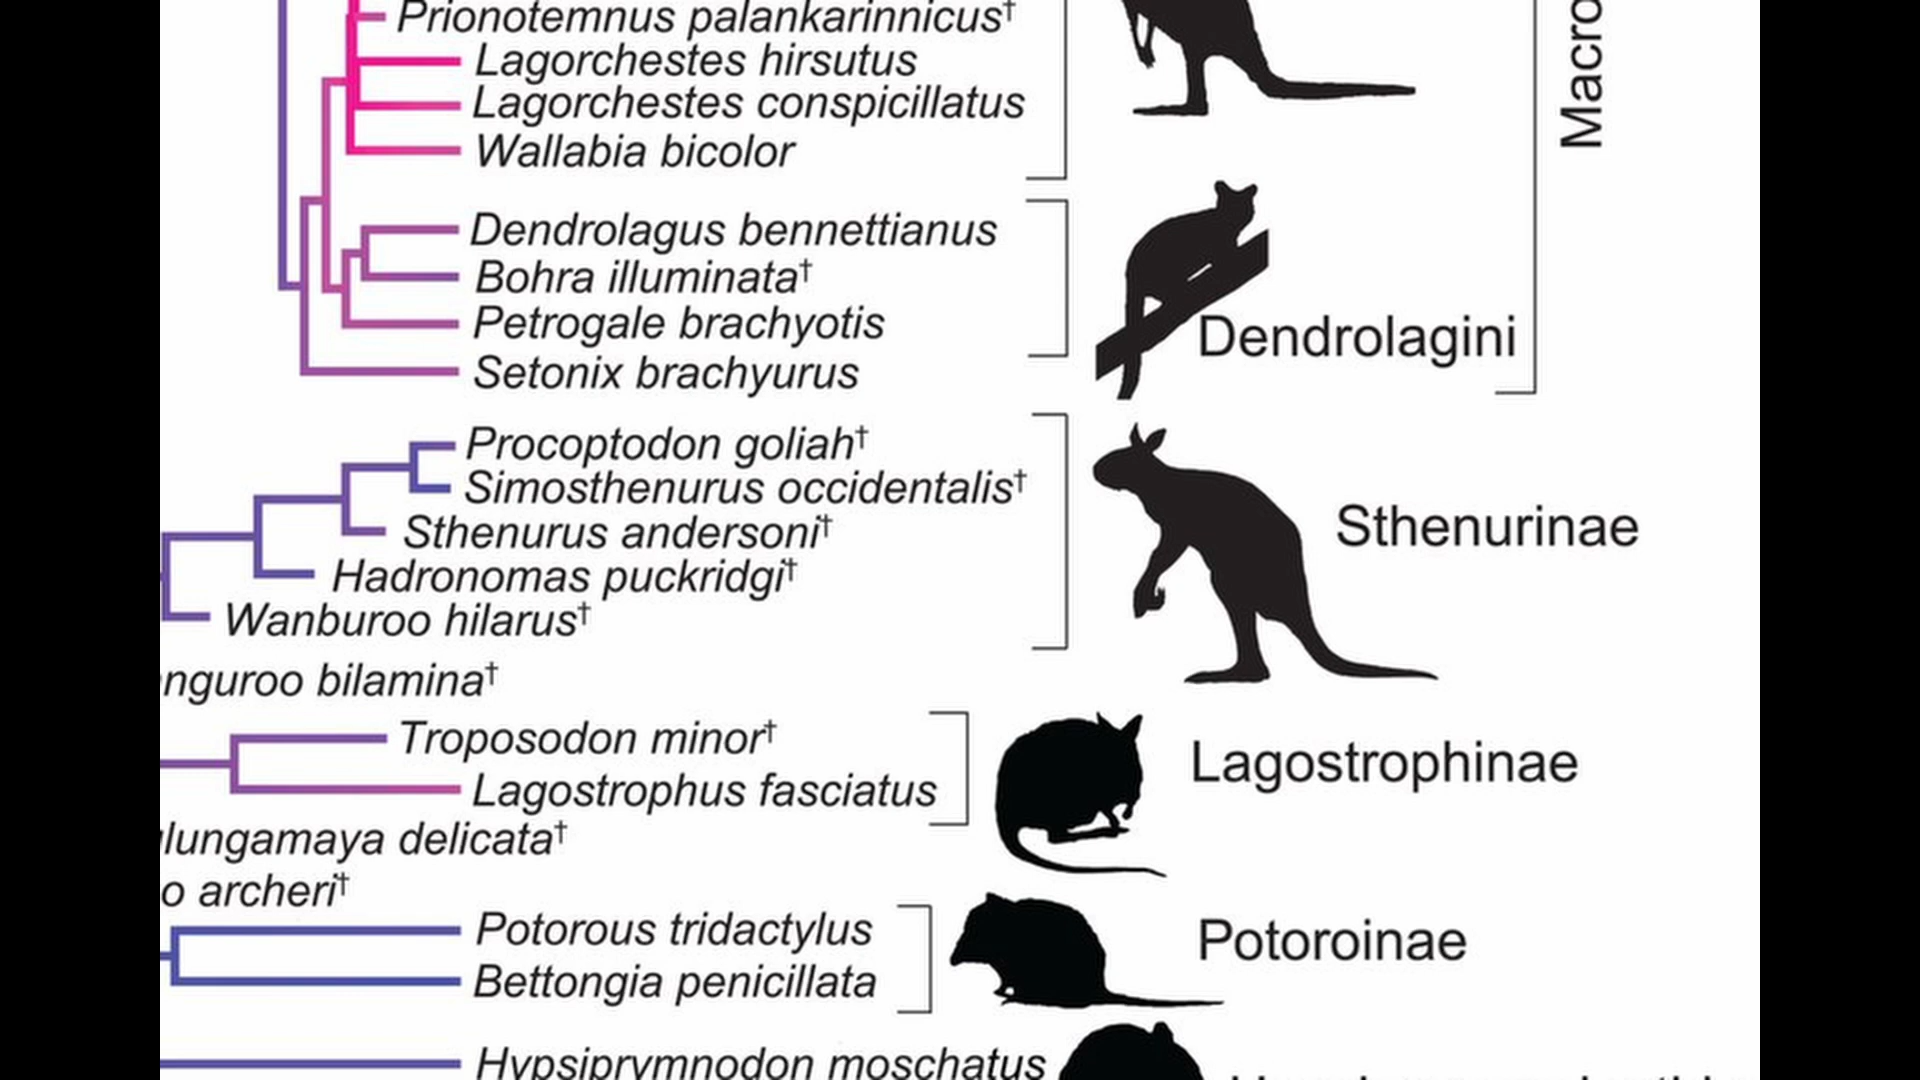 Prionotemnus palankarinnicus†
Lagorchestes hirsutus
Lagorchestes conspicillatus
Wallabia bicolor
Macro
Dendrolagus bennettianus
Bohra illuminata†
Petrogale brachyotis
Setonix brachyurus
Dendrolagini
Procoptodon goliah†
Simosthenurus occidentalis†
Sthenurus andersoni†
Hadronomas puckridgi†
Wanburoo hilarus†
Sthenurinae
nguroo bilamina†
Troposodon minor†
Lagostrophus fasciatus
Lagostrophinae
lungamaya delicata†
o archeri†
Potorous tridactylus
Bettongia penicillata
Potoroinae
Hypsiprymnodon moschatus